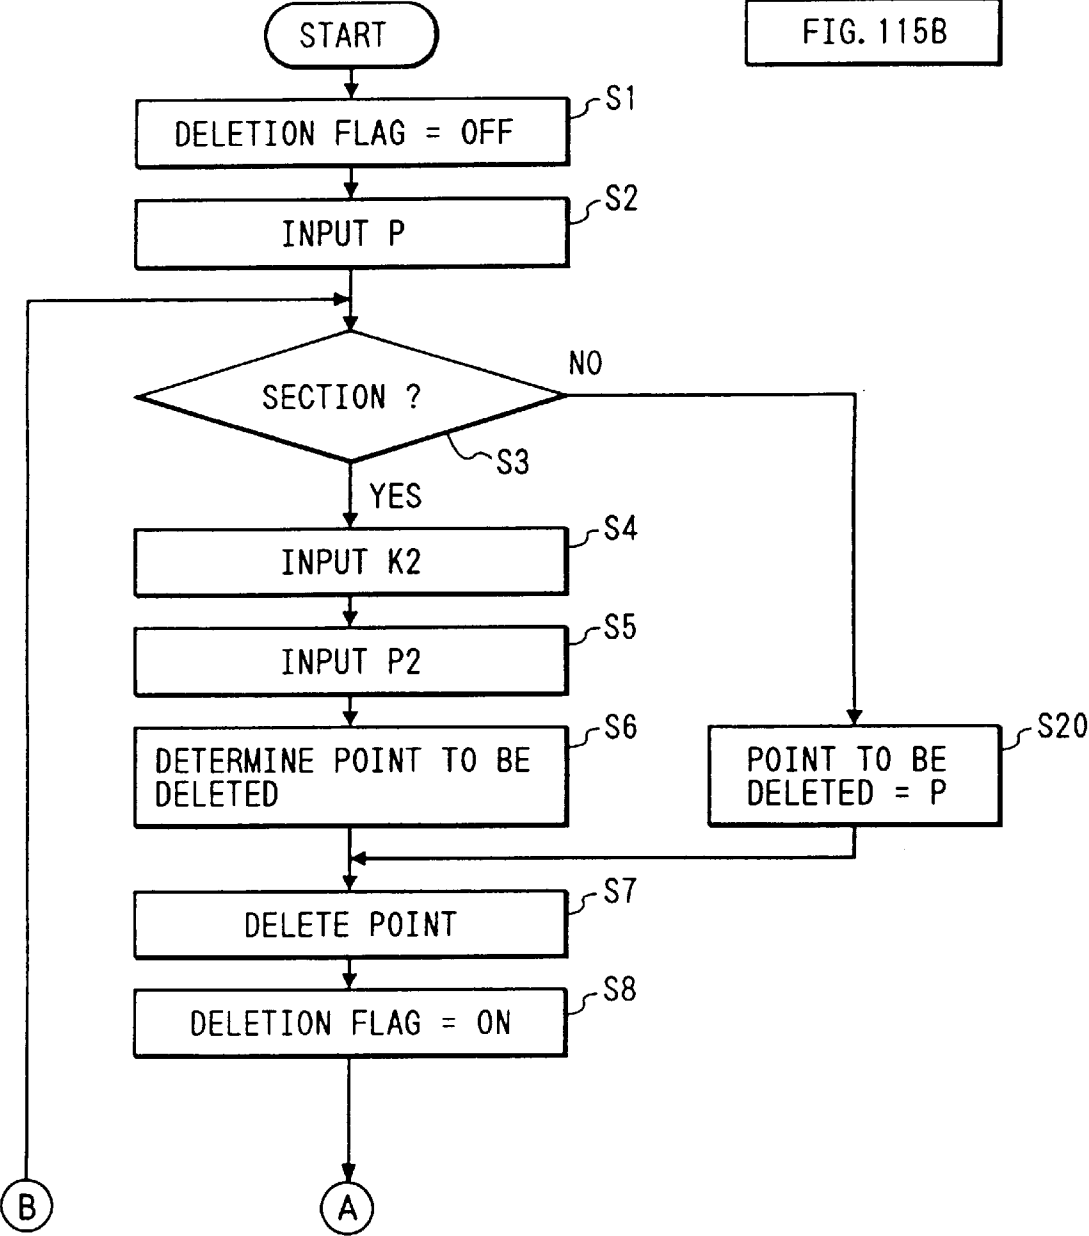 START
FIG. 115B
S1
DELETION FLAG = OFF
S2
INPUT P
SECTION ?
NO
S3
YES
S4
INPUT K2
S5
INPUT P2
S6
DETERMINE POINT TO BE
DELETED
S20
POINT TO BE
DELETED = P
S7
DELETE POINT
S8
DELETION FLAG = ON
B
A